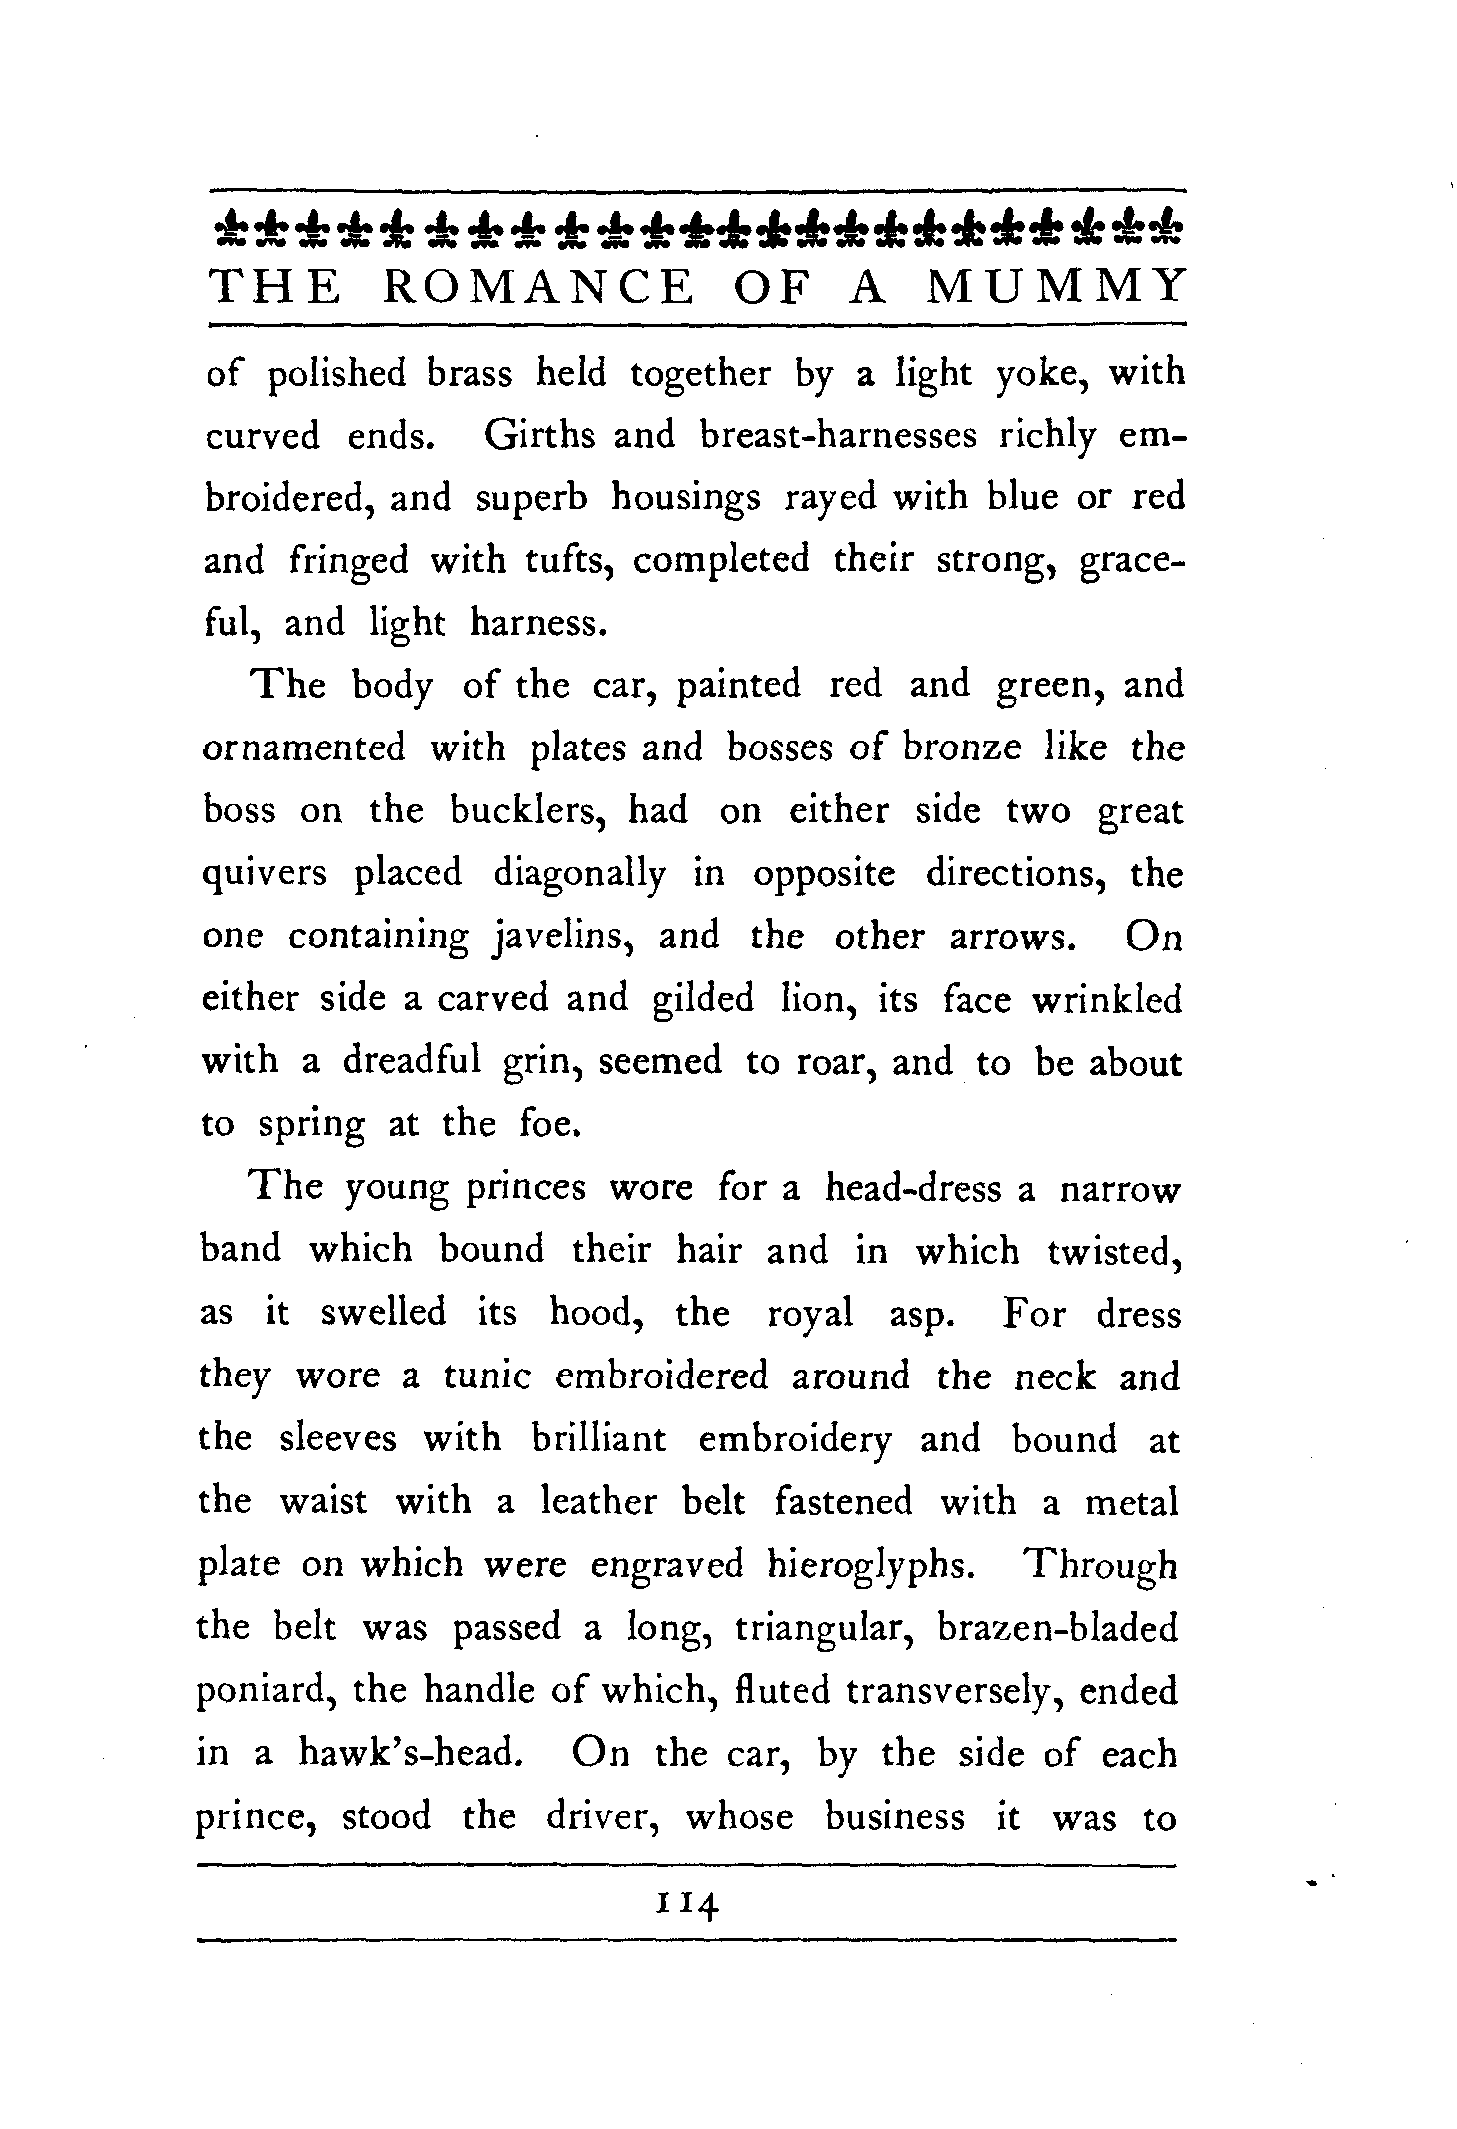 THE ROMANCE OF A MUMMY
of polished brass held together by a light yoke, with
curved ends. Girths and breast-harnesses richly em-
broidered, and superb housings rayed with blue or red
and fringed with tufts, completed their strong, grace-
ful, and light harness.
The body of the car, painted red and green, and
ornamented with plates and bosses of bronze like the
boss on the bucklers, had on either side two great
quivers placed diagonally in opposite directions, the
one containing javelins, and the other arrows. On
either side a carved and gilded lion, its face wrinkled
with a dreadful grin, seemed to roar, and to be about
to spring at the foe.
The young princes wore for a head-dress a narrow
band which bound their hair and in which twisted,
as it swelled its hood, the royal asp. For dress
they wore a tunic embroidered around the neck and
the sleeves with brilliant embroidery and bound at
the waist with a leather belt fastened with a metal
plate on which were engraved hieroglyphs. Through
the belt was passed a long, triangular, brazen-bladed
poniard, the handle of which, fluted transversely, ended
in a hawk's-head. On the car, by the side of each
prince, stood the driver, whose business it was to
114